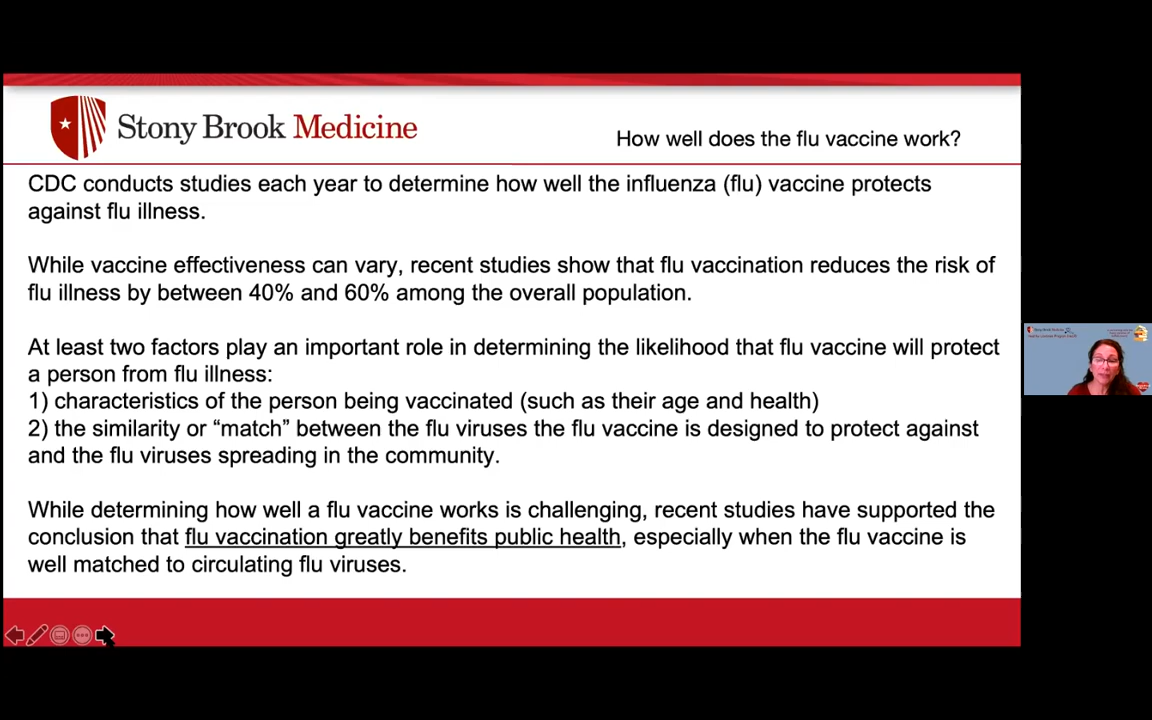 Stony Brook Medicine
How well does the flu vaccine work?
CDC conducts studies each year to determine how well the influenza (flu) vaccine protects
against flu illness.
While vaccine effectiveness can vary, recent studies show that flu vaccination reduces the risk of
flu illness by between 40% and 60% among the overall population.
At least two factors play an important role in determining the likelihood that flu vaccine will protect
a person from flu illness:
1) characteristics of the person being vaccinated (such as their age and health)
2) the similarity or “match” between the flu viruses the flu vaccine is designed to protect against
and the flu viruses spreading in the community.
While determining how well a flu vaccine works is challenging, recent studies have supported the
conclusion that flu vaccination greatly benefits public health, especially when the flu vaccine is
well matched to circulating flu viruses.
Stony Brook Medicine